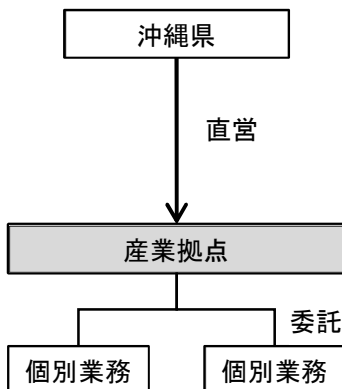 沖縄県
直営
産業拠点
委託
個別業務
個別業務